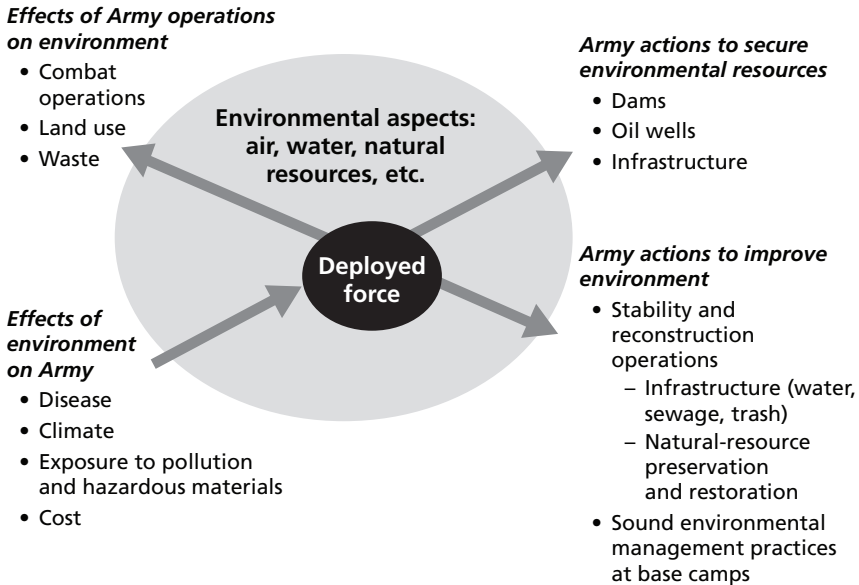 Effects of Army operations
on environment
• Combat
operations
• Land use
• Waste
Environmental aspects:
air, water, natural
resources, etc.
Army actions to secure
environmental resources
• Dams
• Oil wells
• Infrastructure
Deployed
force
Effects of
environment
on Army
• Disease
• Climate
• Exposure to pollution
and hazardous materials
• Cost
Army actions to improve
environment
• Stability and
reconstruction
operations
– Infrastructure (water,
sewage, trash)
– Natural-resource
preservation
and restoration
• Sound environmental
management practices
at base camps